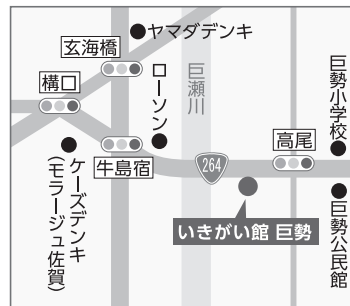 ヤマダデンキ
玄海橋
構口
ローソン
巨瀬川
牛島宿
264
高尾
巨勢小学校
巨勢公民館
ケーズデンキ
(モラージュ佐賀)
いきがい館 巨勢